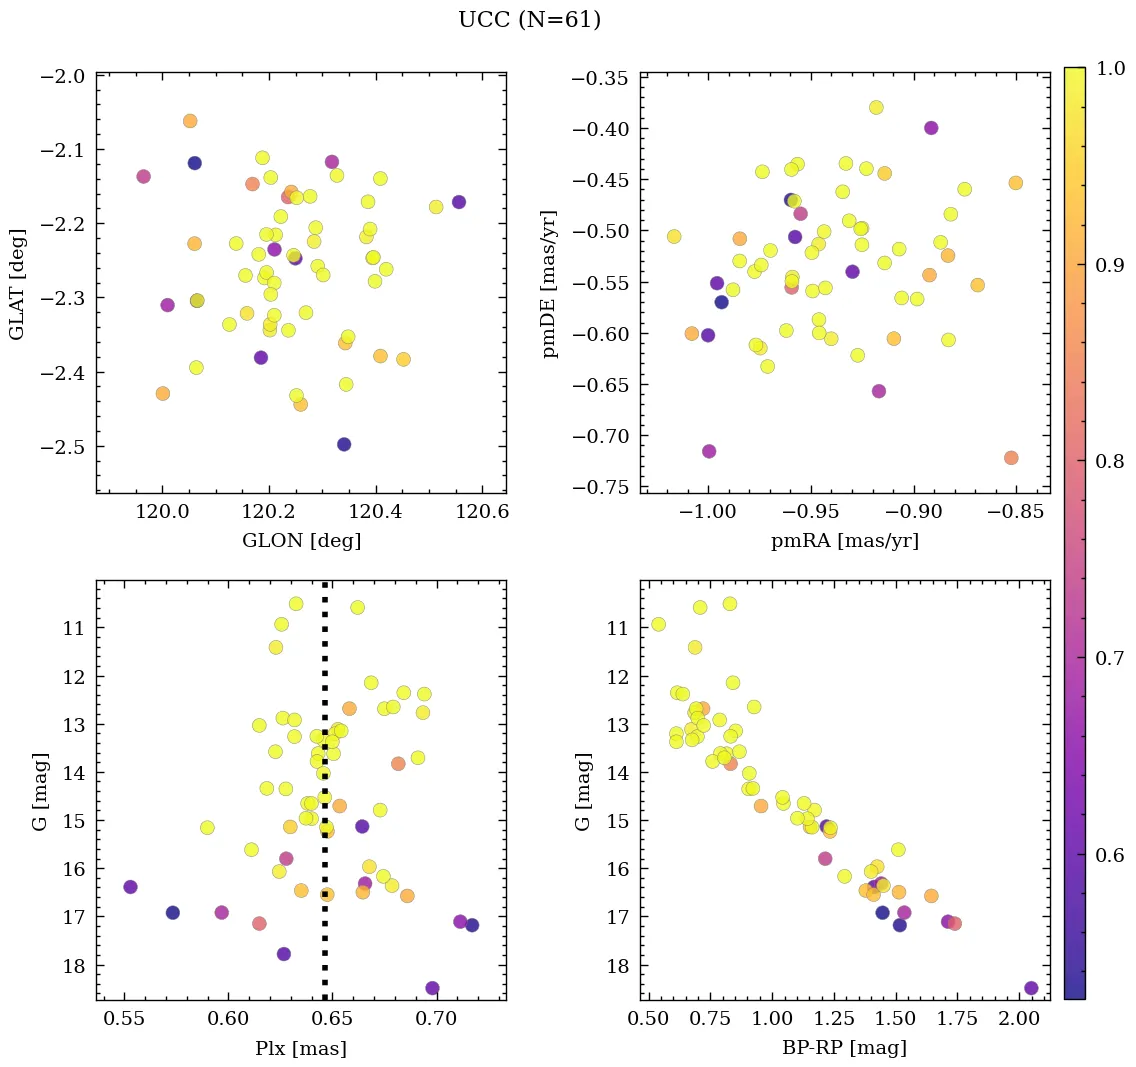 UCC (N=61)
−2.0
−2.1
−2.2
−2.3
−2.4
−2.5
GLAT [deg]
120.0 120.2 120.4 120.6
GLON [deg]
−0.35
−0.40
−0.45
−0.50
−0.55
−0.60
−0.65
−0.70
−0.75
pmDE [mas/yr]
−1.00 −0.95 −0.90 −0.85
pmRA [mas/yr]
11
12
13
14
15
16
17
18
G [mag]
0.55 0.60 0.65 0.70
Plx [mas]
11
12
13
14
15
16
17
18
G [mag]
0.50 0.75 1.00 1.25 1.50 1.75 2.00
BP-RP [mag]
1.0
0.9
0.8
0.7
0.6